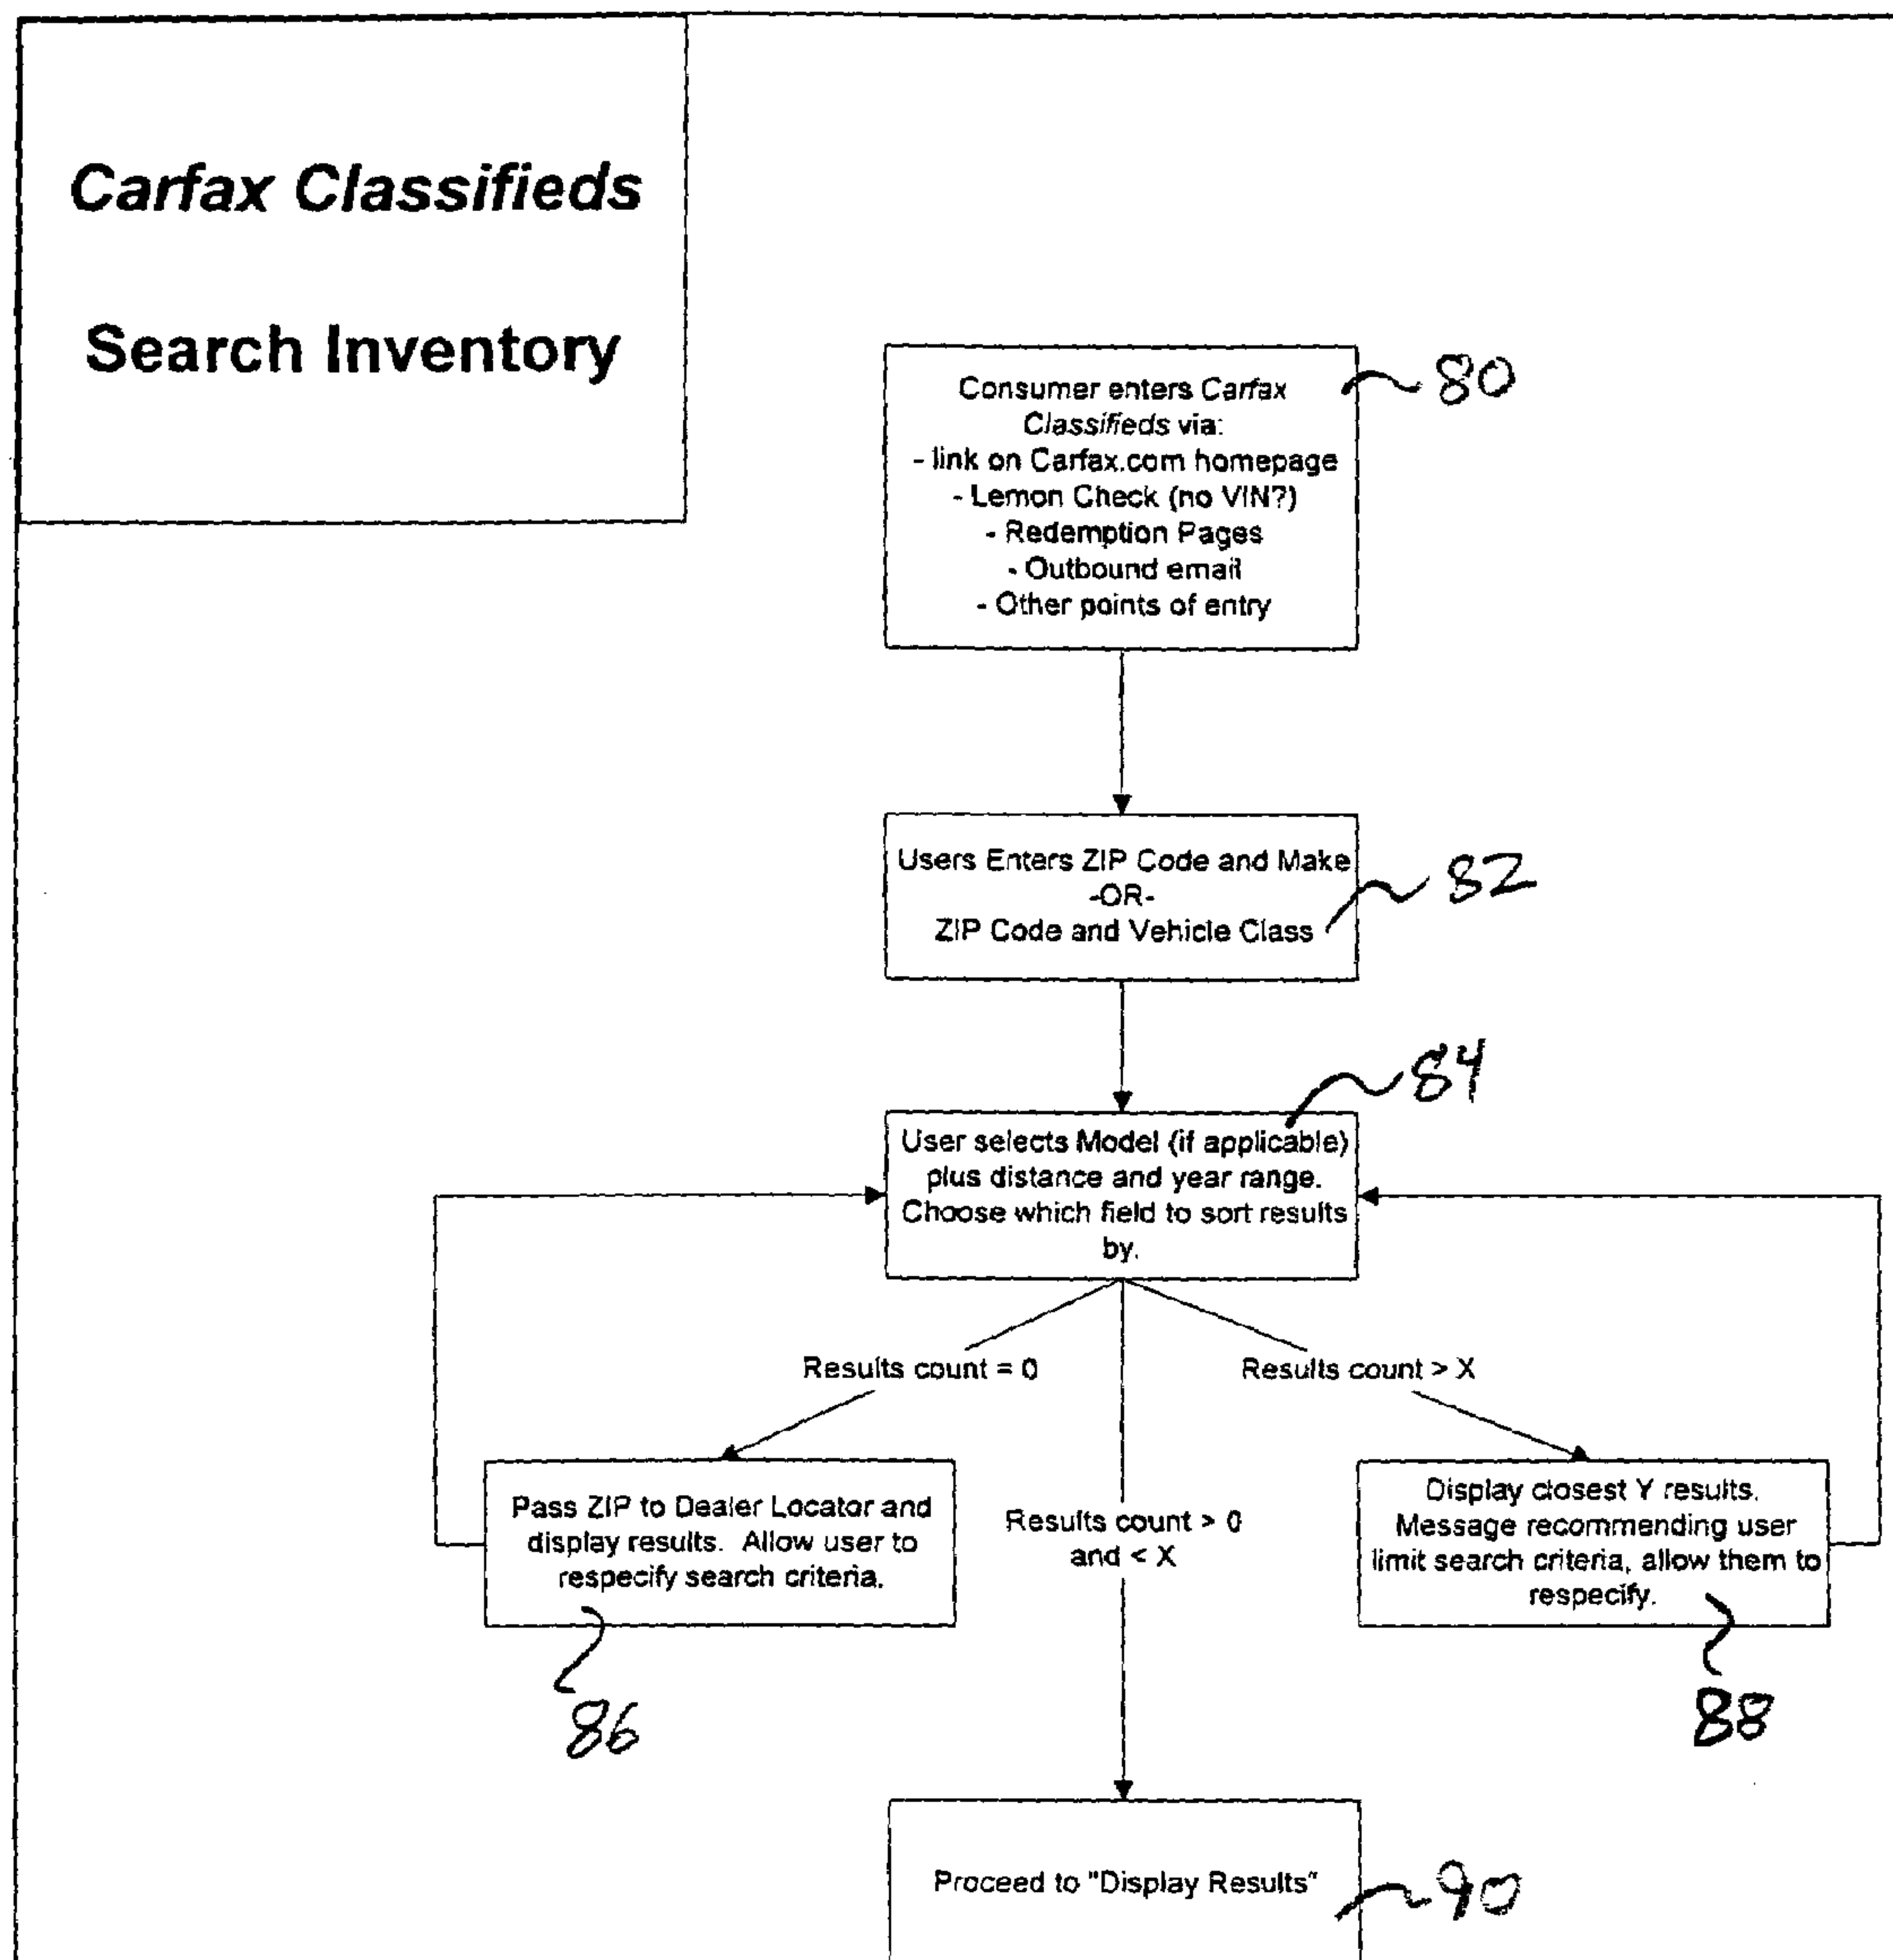 Carfax Classifieds
Search Inventory
Consumer enters Carfax
Classifieds via:
- link on Carfax.com homepage
- Lemon Check (no VIN?)
- Redemption Pages
- Outbound email
- Other points of entry
80
Users Enters ZIP Code and Make
-OR-
ZIP Code and Vehicle Class
82
84
User selects Model (if applicable)
plus distance and year range.
Choose which field to sort results
by.
Results count = 0
Results count > X
Pass ZIP to Dealer Locator and
display results. Allow user to
respecify search criteria.
86
Results count > 0
and < X
Display closest Y results.
Message recommending user
limit search criteria, allow them to
respecify.
88
Proceed to "Display Results"
90